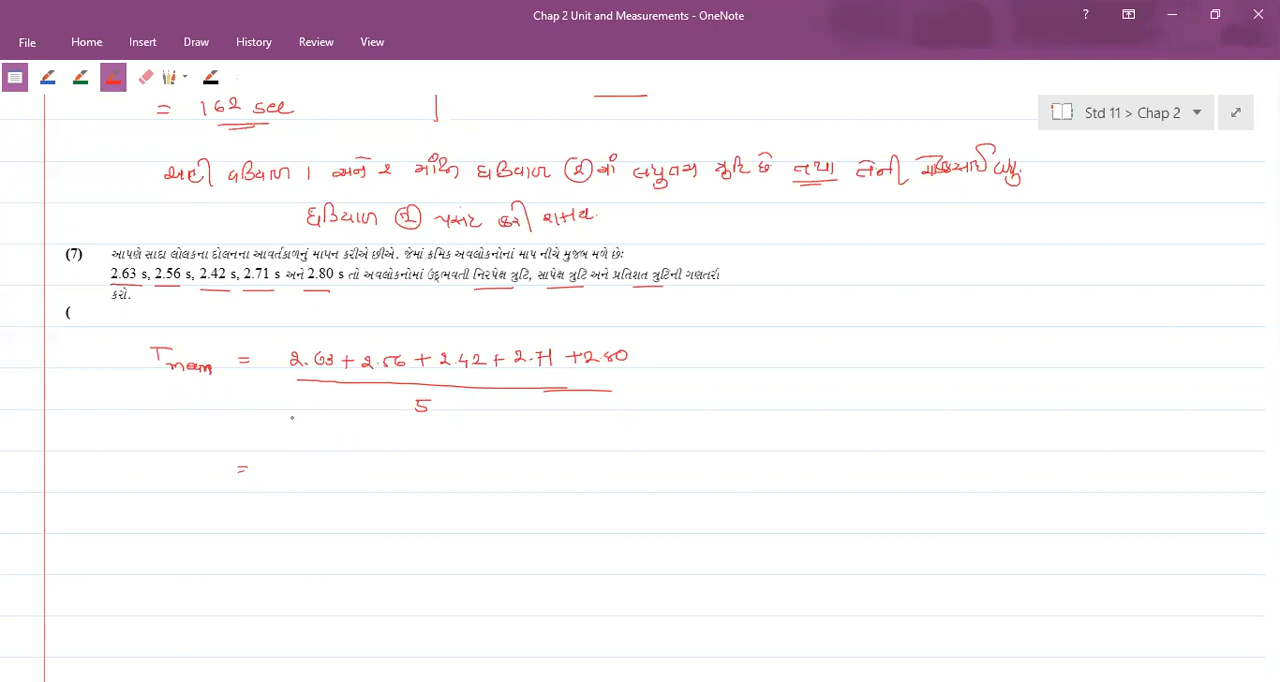 Chap 2 Unit and Measurements - OneNote
File Home Insert Draw History Review View
Std 11 > Chap 2
= 162 sec
અહી ઘડિયાળ 1 અને 2 માંથી ઘડિયાળ (2) માં લઘુતમ ત્રુટિ છે તથા તેની
ઘડિયાળ (2) પસંદ કરી શકાય.
(7) આપણે સાદા લોલકના દોલનના આવર્તકાળનું માપન કરીએ છીએ. જેમાં ક્રમિક અવલોકનોનાં માપ નીચે મુજબ મળે છેઃ
2.63 s, 2.56 s, 2.42 s, 2.71 s અને 2.80 s તો અવલોકનોમાં ઉદ્ભવતી નિરપેક્ષ ત્રુટિ, સાપેક્ષ ત્રુટિ અને પ્રતિશત ત્રુટિની ગણતરી
કરો.
(
Tmean = 2.63 + 2.56 + 2.42 + 2.71 + 2.80
5
=